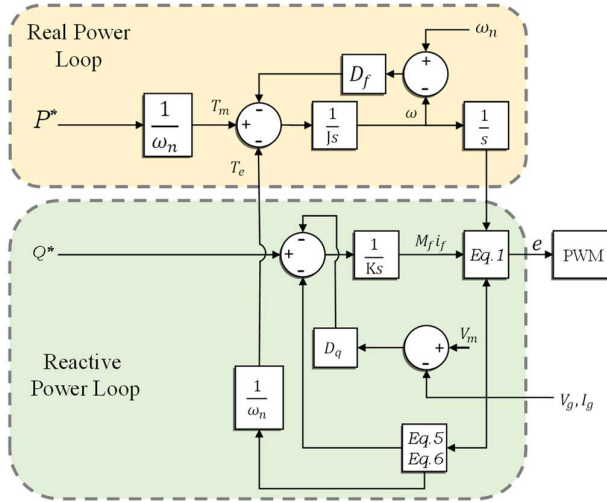 Real Power
Loop
ω_n
+
-
D_f
P*
1
ω_n
T_m
-
+
-
1
Js
ω
1
s
T_e
Q*
-
+
-
1
Ks
M_f i_f
Eq.1
e
PWM
D_q
V_m
+
-
Reactive
Power Loop
1
ω_n
V_g, I_g
Eq.5
Eq.6